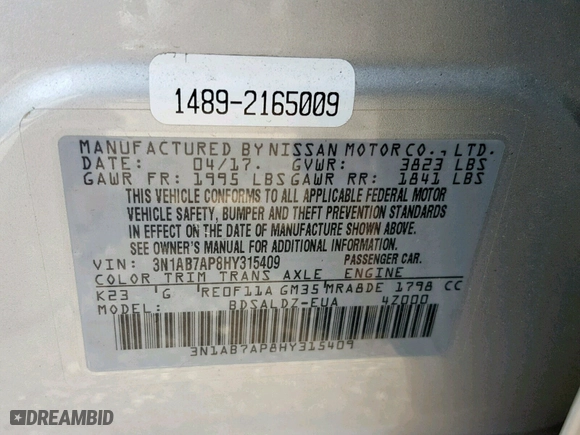 1489-2165009
MANUFACTURED BY NISSAN MOTOR CO., LTD.
DATE: 04/17. GVWR: 3823 LBS
GAWR FR: 1995 LBS GAWR RR: 1841 LBS
THIS VEHICLE CONFORMS TO ALL APPLICABLE FEDERAL MOTOR
VEHICLE SAFETY, BUMPER AND THEFT PREVENTION STANDARDS
IN EFFECT ON THE DATE OF MANUFACTURE SHOWN ABOVE.
SEE OWNER'S MANUAL FOR ADDITIONAL INFORMATION.
VIN: 3N1AB7AP8HY315409 PASSENGER CAR.
COLOR TRIM TRANS AXLE ENGINE
K23 G RE0F11A GM35 MRA8DE 1798 CC
MODEL: BDSALDZ-EUA 4Z000
3N1AB7AP8HY315409
DREAMBID